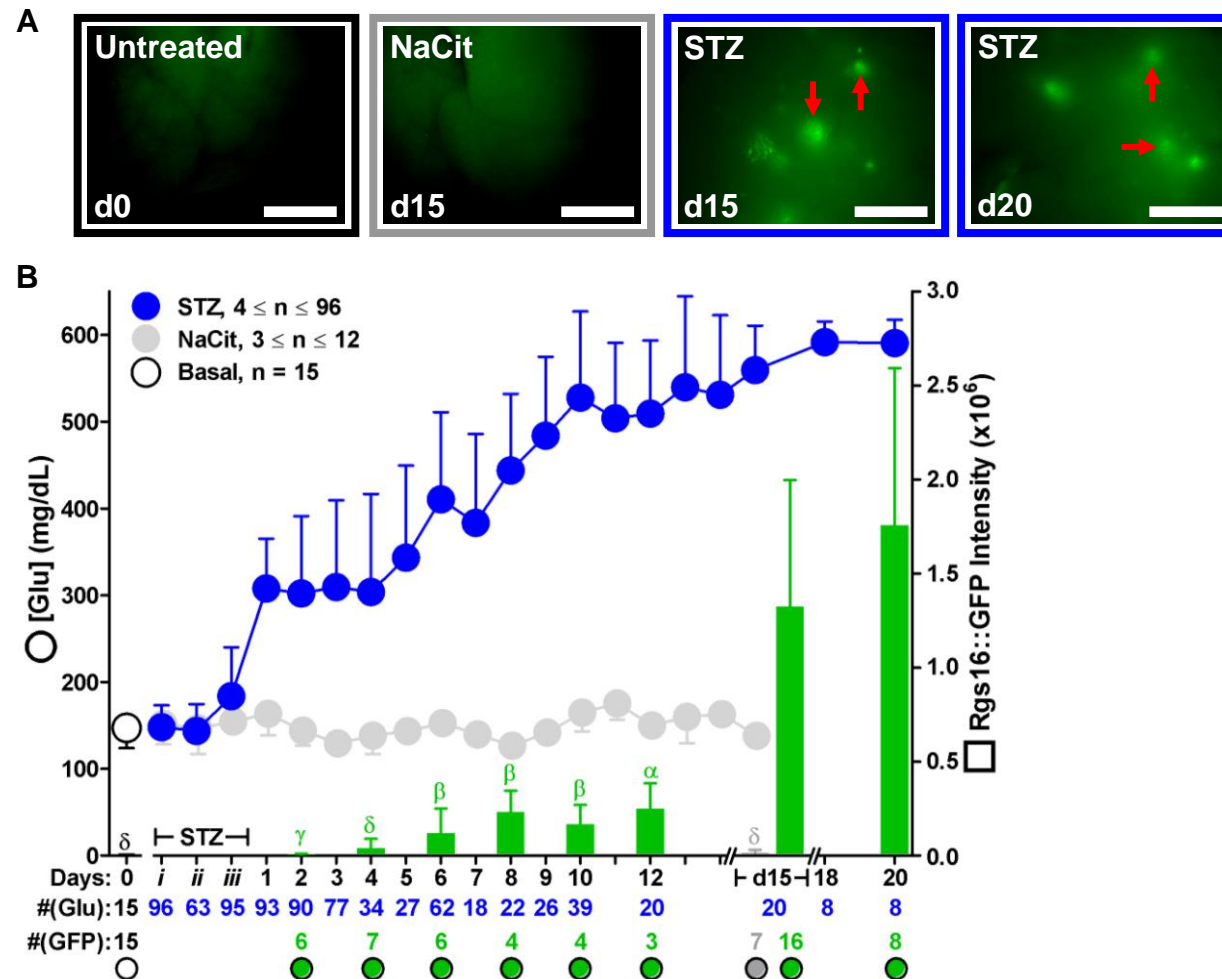 A
Untreated
d0
NaCit
d15
STZ
d15
STZ
d20
B
STZ, 4 ≤ n ≤ 96
NaCit, 3 ≤ n ≤ 12
Basal, n = 15
[Glu] (mg/dL)
600
500
400
300
200
100
0
Rgs16::GFP Intensity (x10⁶)
3.0
2.5
2.0
1.5
1.0
0.5
0.0
δ
STZ
γ
δ
β
β
β
α
δ
Days: 0 i ii iii 1 2 3 4 5 6 7 8 9 10 12 d15 18 20
#(Glu): 15 96 63 95 93 90 77 34 27 62 18 22 26 39 20 20 8 8
#(GFP): 15 6 7 6 4 4 3 7 16 8